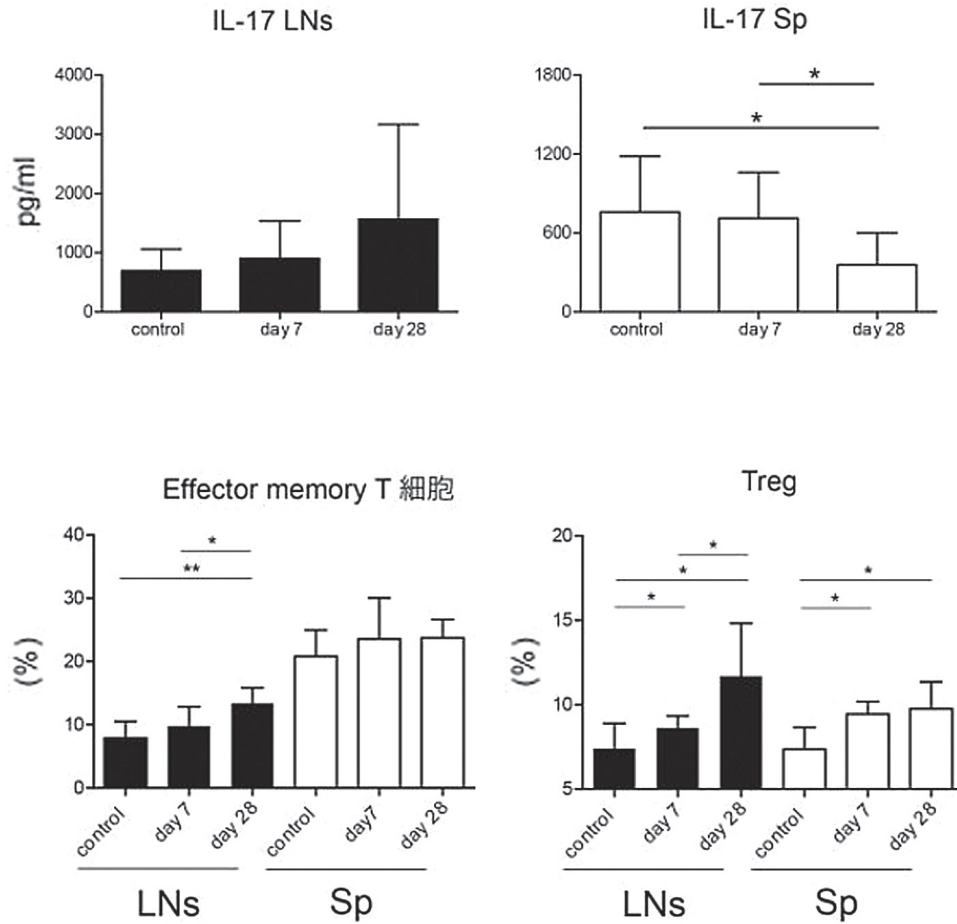 IL-17 LNs
pg/ml
4000
3000
2000
1000
0
control day 7 day 28
IL-17 Sp
1800
1200
600
0
*
*
control day 7 day 28
Effector memory T 細胞
(%)
40
30
20
10
0
*
**
control day 7 day 28 control day7 day 28
LNs Sp
Treg
(%)
20
15
10
5
*
* *
* *
control day 7 day 28 control day 7 day 28
LNs Sp